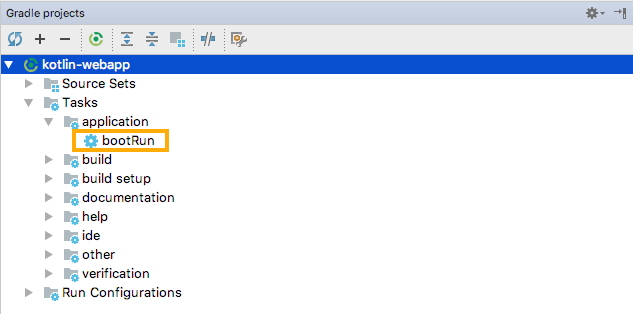 Gradle projects
kotlin-webapp
Source Sets
Tasks
application
bootRun
build
build setup
documentation
help
ide
other
verification
Run Configurations